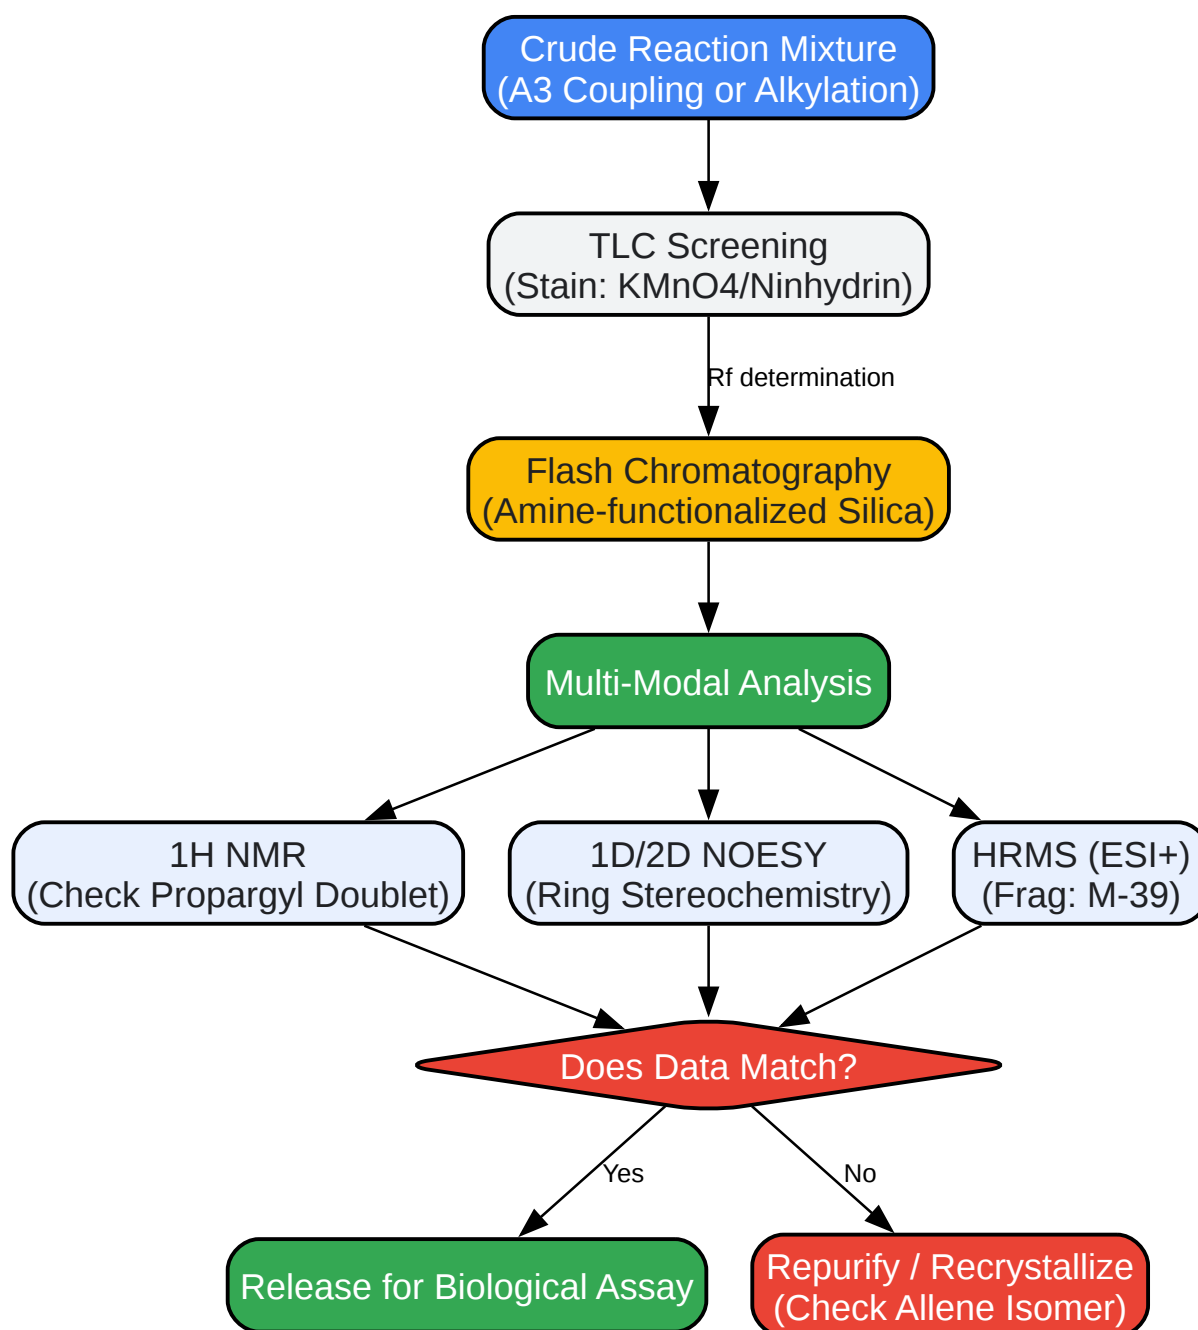 Crude Reaction Mixture
(A3 Coupling or Alkylation)
TLC Screening
(Stain: KMnO4/Ninhydrin)
Rf determination
Flash Chromatography
(Amine-functionalized Silica)
Multi-Modal Analysis
1H NMR
(Check Propargyl Doublet)
1D/2D NOESY
(Ring Stereochemistry)
HRMS (ESI+)
(Frag: M-39)
Does Data Match?
Yes
No
Release for Biological Assay
Repurify / Recrystallize
(Check Allene Isomer)